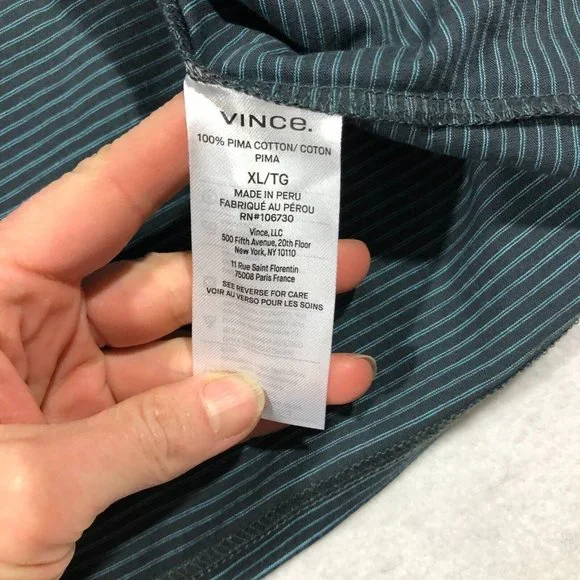 VINCE.
100% PIMA COTTON/ COTON
PIMA
XL/TG
MADE IN PERU
FABRIQUÉ AU PÉROU
RN#106730
Vince, LLC
500 Fifth Avenue, 20th Floor
New York, NY 10110
11 Rue Saint Florentin
75008 Paris France
SEE REVERSE FOR CARE
VOIR AU VERSO POUR LES SOINS